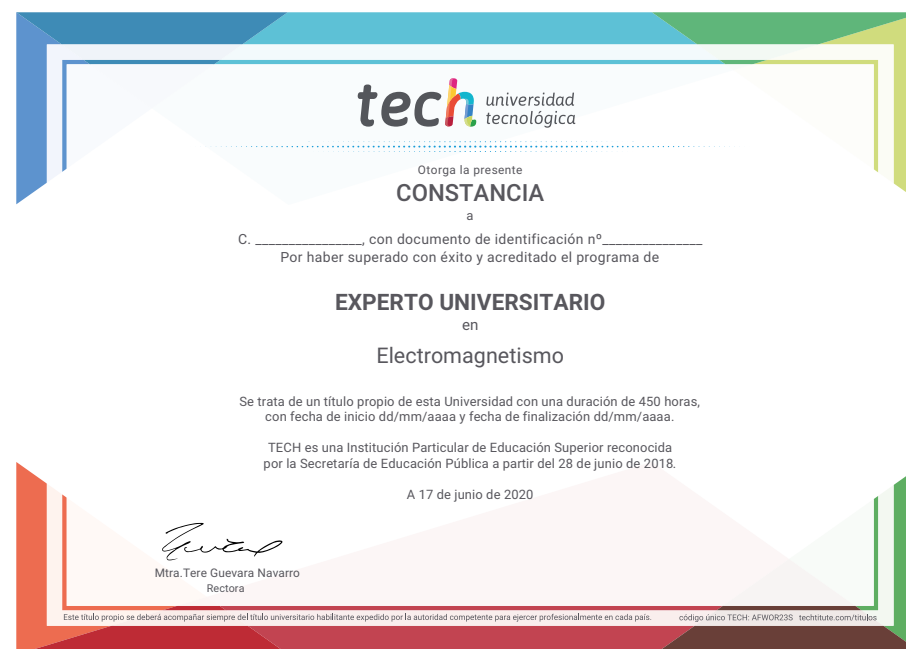 tech universidad
tecnológica
Otorga la presente
CONSTANCIA
a
C. ________________, con documento de identificación nº_______________
Por haber superado con éxito y acreditado el programa de
EXPERTO UNIVERSITARIO
en
Electromagnetismo
Se trata de un título propio de esta Universidad con una duración de 450 horas,
con fecha de inicio dd/mm/aaaa y fecha de finalización dd/mm/aaaa.
TECH es una Institución Particular de Educación Superior reconocida
por la Secretaría de Educación Pública a partir del 28 de junio de 2018.
A 17 de junio de 2020
Mtra.Tere Guevara Navarro
Rectora
Este título propio se deberá acompañar siempre del título universitario habilitante expedido por la autoridad competente para ejercer profesionalmente en cada país. código único TECH: AFWOR23S techtitute.com/titulos